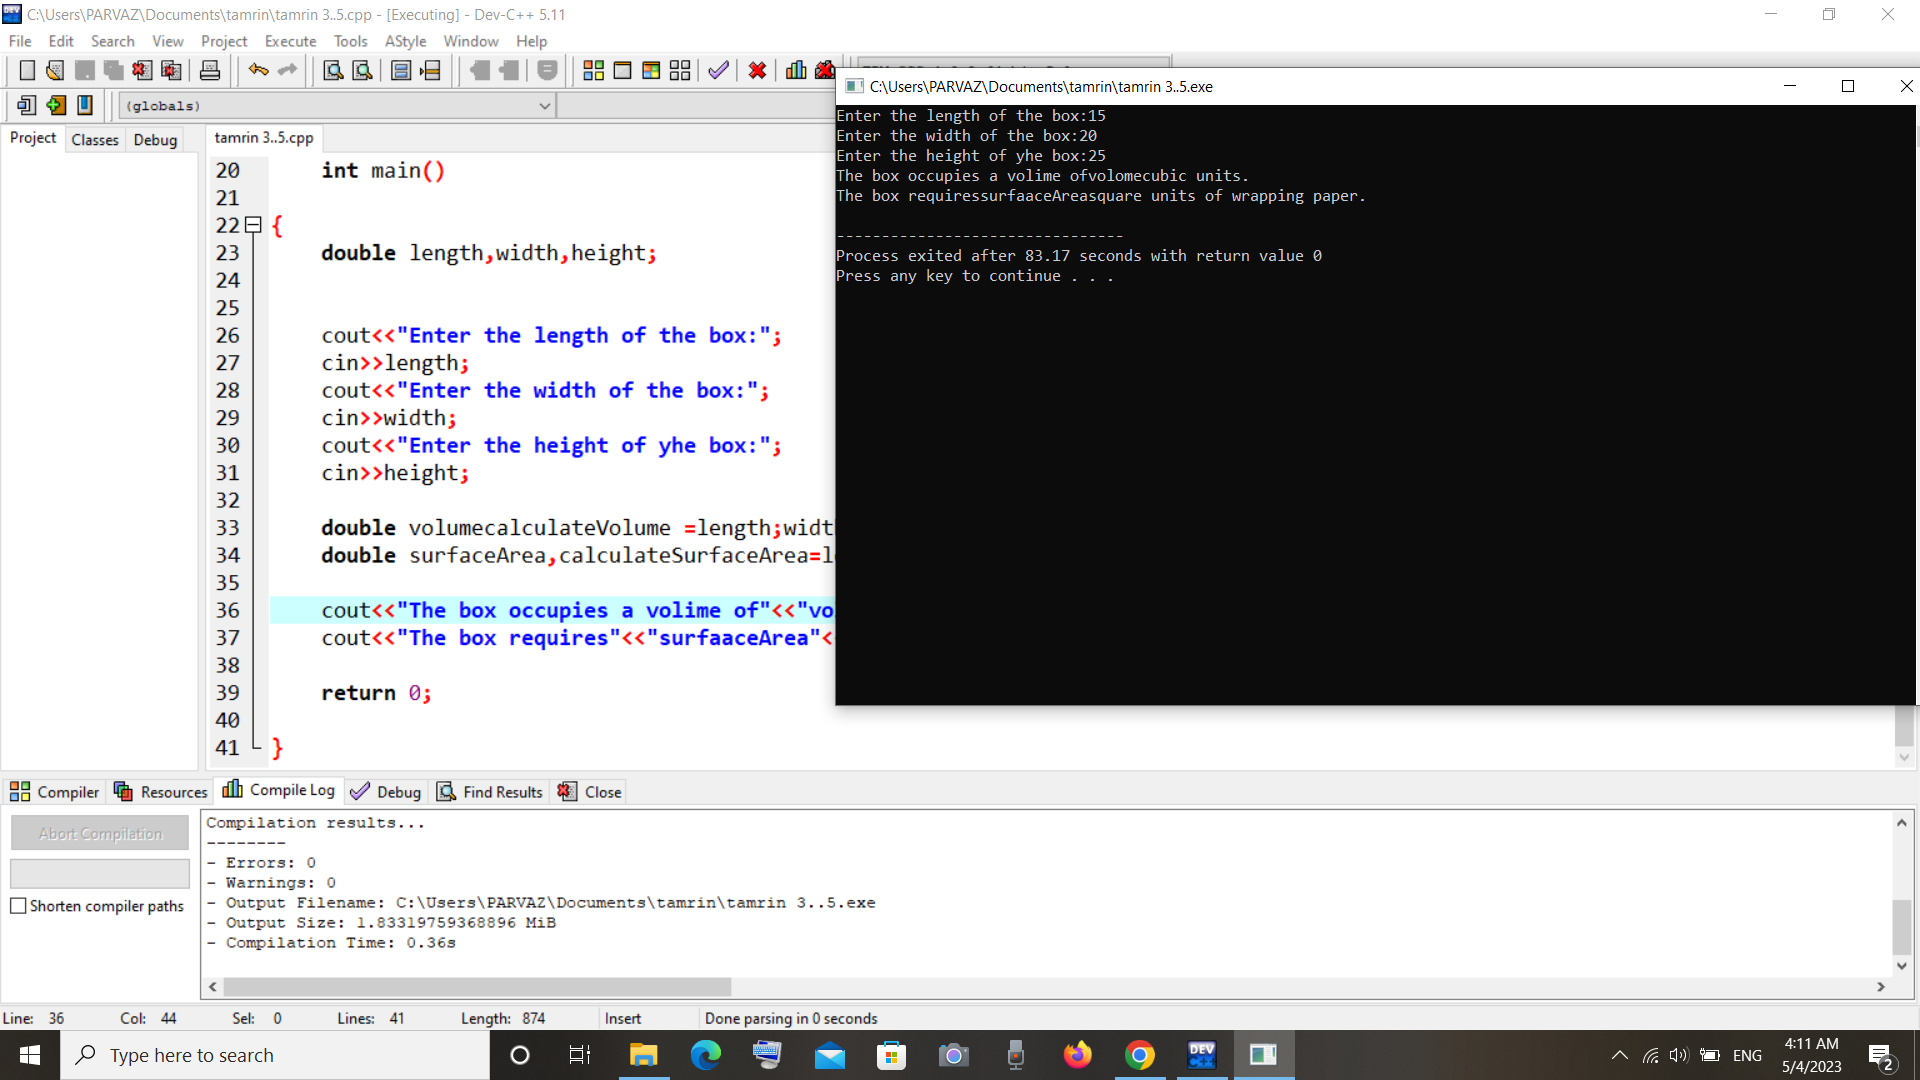 C:\Users\PARVAZ\Documents\tamrin\tamrin 3..5.cpp - [Executing] - Dev-C++ 5.11
File Edit Search View Project Execute Tools AStyle Window Help
(globals)
Project Classes Debug
tamrin 3..5.cpp
20 int main()
21
22 {
23 double length,width,height;
24
25
26 cout<<"Enter the length of the box:";
27 cin>>length;
28 cout<<"Enter the width of the box:";
29 cin>>width;
30 cout<<"Enter the height of yhe box:";
31 cin>>height;
32
33 double volumecalculateVolume =length;widt
34 double surfaceArea,calculateSurfaceArea=l
35
36 cout<<"The box occupies a volime of"<<"vo
37 cout<<"The box requires"<<"surfaaceArea"<
38
39 return 0;
40
41 }
C:\Users\PARVAZ\Documents\tamrin\tamrin 3..5.exe
Enter the length of the box:15
Enter the width of the box:20
Enter the height of yhe box:25
The box occupies a volime ofvolomecubic units.
The box requiressurfaaceAreasquare units of wrapping paper.
--------------------------------
Process exited after 83.17 seconds with return value 0
Press any key to continue . . .
Compiler Resources Compile Log Debug Find Results Close
Abort Compilation
Shorten compiler paths
Compilation results...
--------
- Errors: 0
- Warnings: 0
- Output Filename: C:\Users\PARVAZ\Documents\tamrin\tamrin 3..5.exe
- Output Size: 1.83319759368896 MiB
- Compilation Time: 0.36s
Line: 36 Col: 44 Sel: 0 Lines: 41 Length: 874 Insert Done parsing in 0 seconds
Type here to search
DEV
ENG
4:11 AM
5/4/2023
2